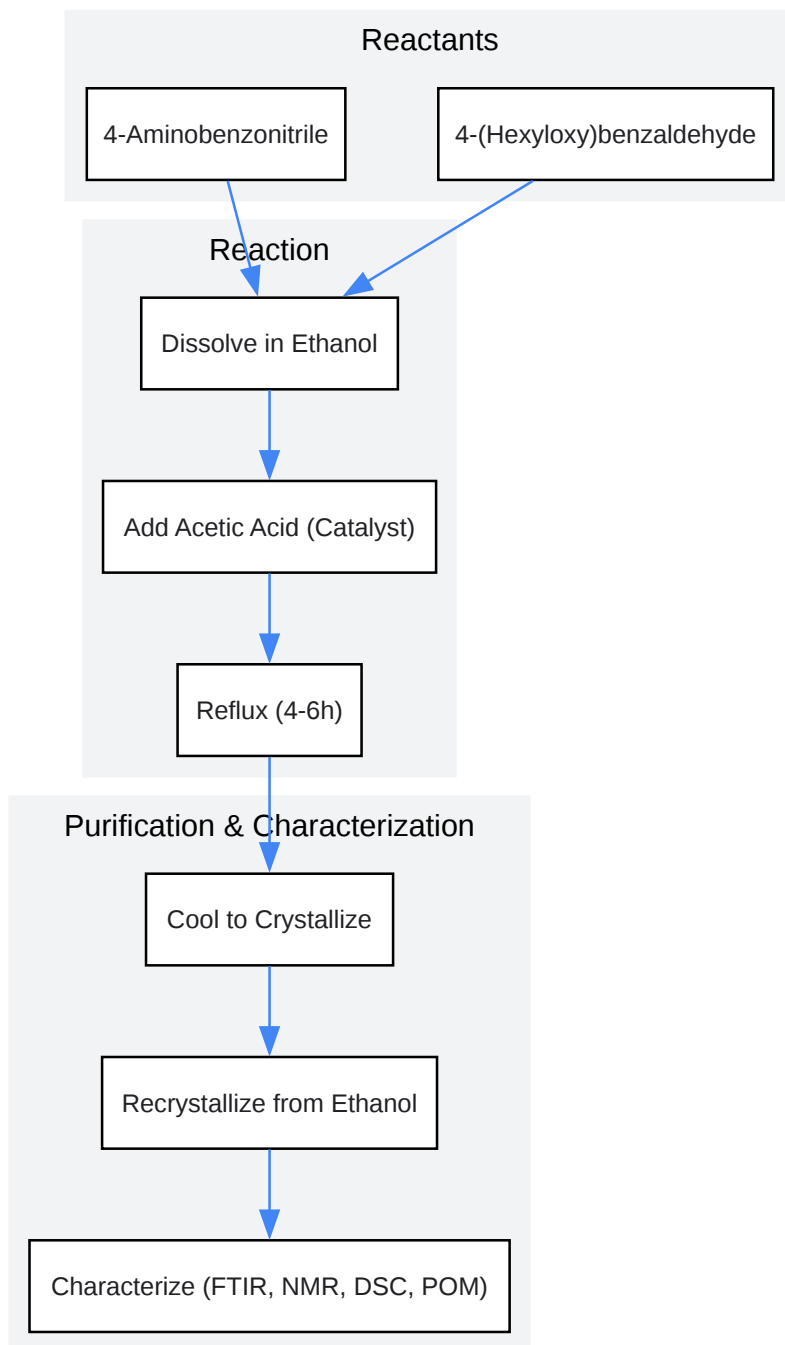 Reactants
4-Aminobenzonitrile
4-(Hexyloxy)benzaldehyde
Reaction
Dissolve in Ethanol
Add Acetic Acid (Catalyst)
Reflux (4-6h)
Purification & Characterization
Cool to Crystallize
Recrystallize from Ethanol
Characterize (FTIR, NMR, DSC, POM)